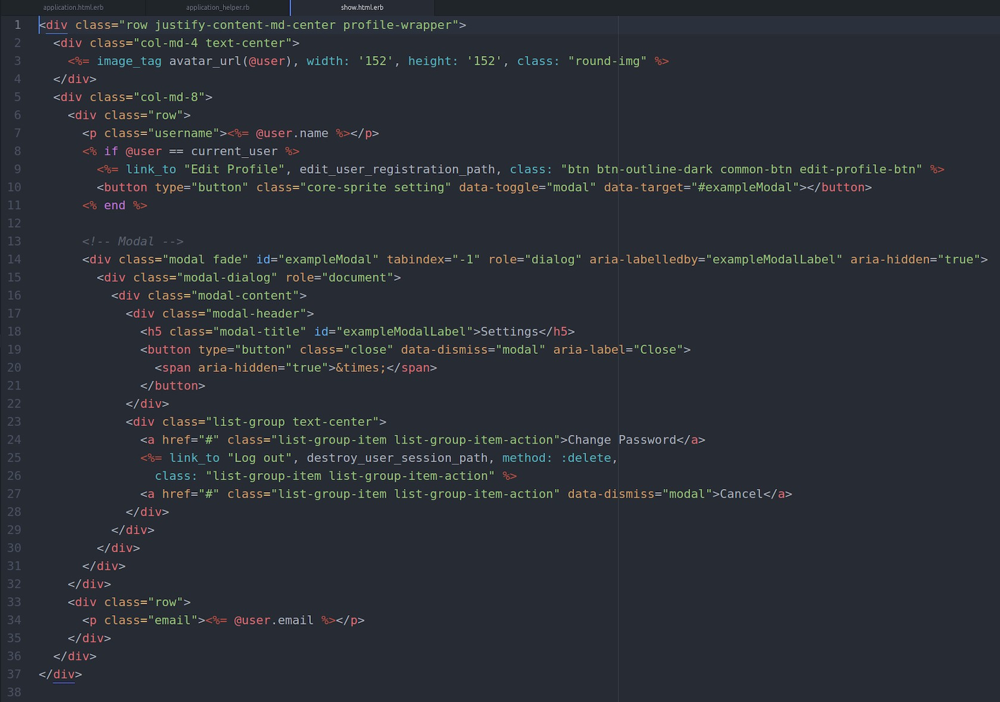 application.html.erb application_helper.rb show.html.erb
1 <div class="row justify-content-md-center profile-wrapper">
2   <div class="col-md-4 text-center">
3     <%= image_tag avatar_url(@user), width: '152', height: '152', class: "round-img" %>
4   </div>
5   <div class="col-md-8">
6     <div class="row">
7       <p class="username"><%= @user.name %></p>
8       <% if @user == current_user %>
9         <%= link_to "Edit Profile", edit_user_registration_path, class: "btn btn-outline-dark common-btn edit-profile-btn" %>
10         <button type="button" class="core-sprite setting" data-toggle="modal" data-target="#exampleModal"></button>
11       <% end %>
12
13       <!-- Modal -->
14       <div class="modal fade" id="exampleModal" tabindex="-1" role="dialog" aria-labelledby="exampleModalLabel" aria-hidden="true">
15         <div class="modal-dialog" role="document">
16           <div class="modal-content">
17             <div class="modal-header">
18               <h5 class="modal-title" id="exampleModalLabel">Settings</h5>
19               <button type="button" class="close" data-dismiss="modal" aria-label="Close">
20                 <span aria-hidden="true">&times;</span>
21               </button>
22             </div>
23             <div class="list-group text-center">
24               <a href="#" class="list-group-item list-group-item-action">Change Password</a>
25               <%= link_to "Log out", destroy_user_session_path, method: :delete,
26                 class: "list-group-item list-group-item-action" %>
27               <a href="#" class="list-group-item list-group-item-action" data-dismiss="modal">Cancel</a>
28             </div>
29           </div>
30         </div>
31       </div>
32     </div>
33     <div class="row">
34       <p class="email"><%= @user.email %></p>
35     </div>
36   </div>
37 </div>
38